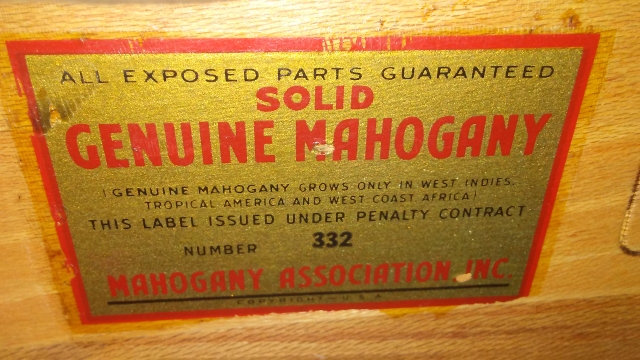 ALL EXPOSED PARTS GUARANTEED
SOLID
GENUINE MAHOGANY
(GENUINE MAHOGANY GROWS ONLY IN WEST INDIES,
TROPICAL AMERICA AND WEST COAST AFRICA)
THIS LABEL ISSUED UNDER PENALTY CONTRACT
NUMBER 332
MAHOGANY ASSOCIATION INC.
COPYRIGHT-U.S.A.